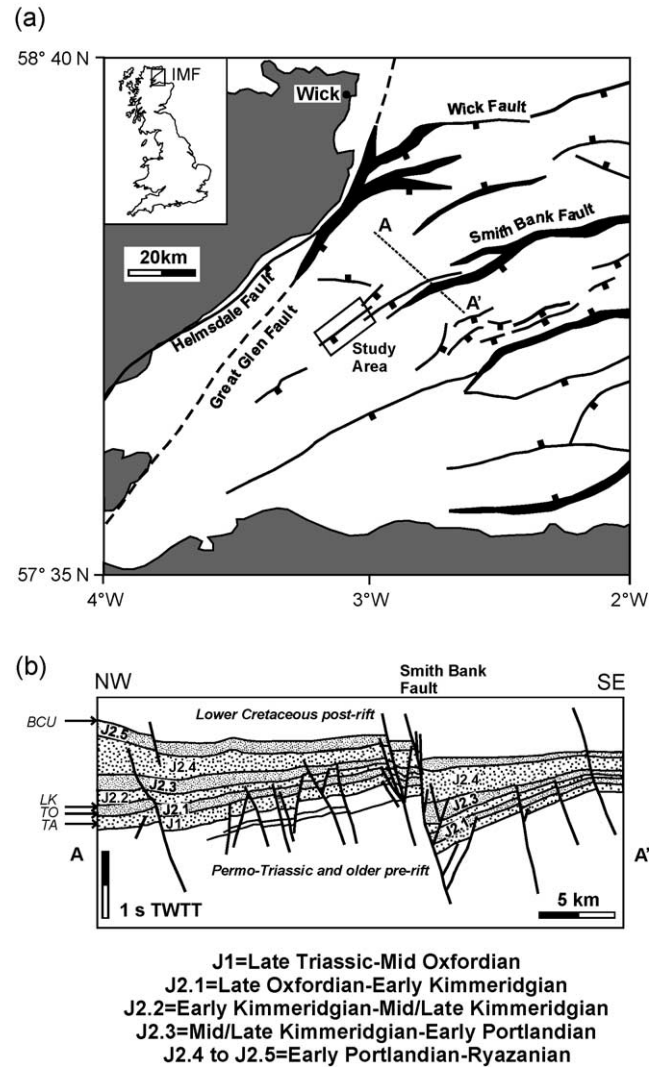 (a)
58° 40 N
IMF
Wick
Wick Fault
20km
A
Smith Bank Fault
Helmsdale Fault
Great Glen Fault
A'
Study
Area
57° 35 N
4°W
3°W
2°W
(b)
NW
Smith Bank
Fault
SE
BCU
J2.5
Lower Cretaceous post-rift
J2.4
J2.4
J2.3
J2.3
LK
J2.2
J2.1
J2.1
TO
TA
J1
A
Permo-Triassic and older pre-rift
A'
1 s TWTT
5 km
J1=Late Triassic-Mid Oxfordian
J2.1=Late Oxfordian-Early Kimmeridgian
J2.2=Early Kimmeridgian-Mid/Late Kimmeridgian
J2.3=Mid/Late Kimmeridgian-Early Portlandian
J2.4 to J2.5=Early Portlandian-Ryazanian